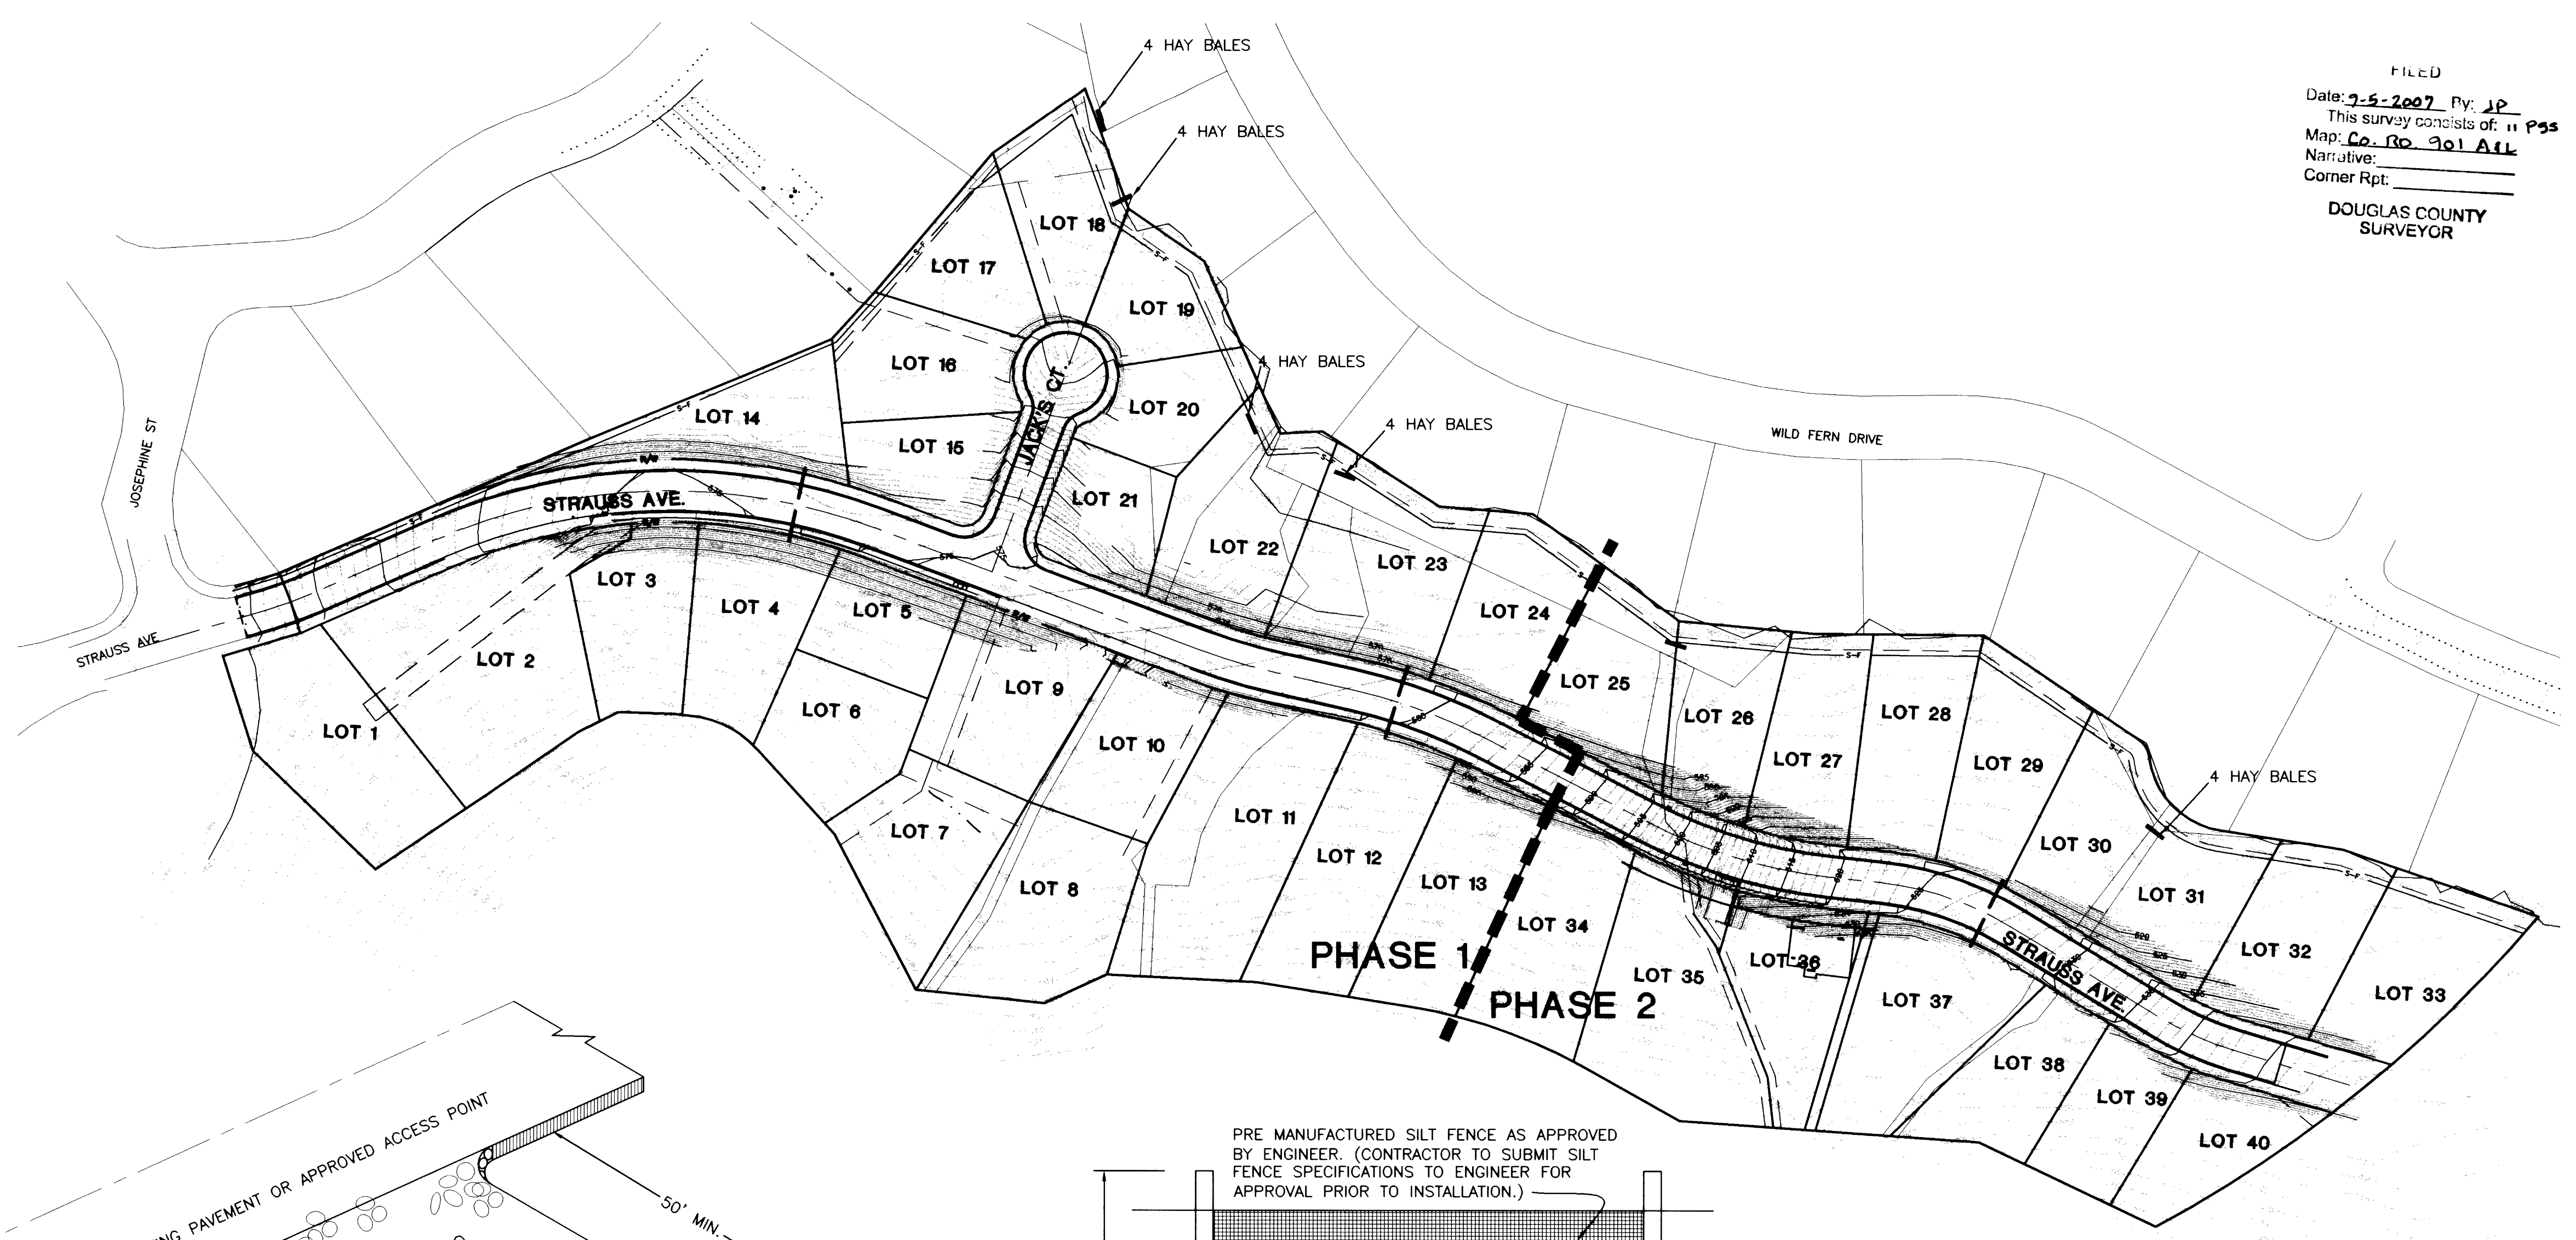 FILED
Date: 9-5-2007 By: JP
This survey consists of: 11 Pgs
Map: Co. RD. 901 A&L
Narrative:
Corner Rpt:
DOUGLAS COUNTY
SURVEYOR
4 HAY BALES
4 HAY BALES
4 HAY BALES
4 HAY BALES
4 HAY BALES
WILD FERN DRIVE
JOSEPHINE ST
STRAUSS AVE
STRAUSS AVE.
JACK'S CT.
STRAUSS AVE.
LOT 1
LOT 2
LOT 3
LOT 4
LOT 5
LOT 6
LOT 7
LOT 8
LOT 9
LOT 10
LOT 11
LOT 12
LOT 13
LOT 14
LOT 15
LOT 16
LOT 17
LOT 18
LOT 19
LOT 20
LOT 21
LOT 22
LOT 23
LOT 24
LOT 25
LOT 26
LOT 27
LOT 28
LOT 29
LOT 30
LOT 31
LOT 32
LOT 33
LOT 34
LOT 35
LOT 36
LOT 37
LOT 38
LOT 39
LOT 40
PHASE 1
PHASE 2
S-F
S-F
S-F
S-F
S-F
S-F
S-F
S-F
R/W
R/W
R/W
575
575
PAVEMENT OR APPROVED ACCESS POINT
50' MIN.
PRE MANUFACTURED SILT FENCE AS APPROVED
BY ENGINEER. (CONTRACTOR TO SUBMIT SILT
FENCE SPECIFICATIONS TO ENGINEER FOR
APPROVAL PRIOR TO INSTALLATION.)